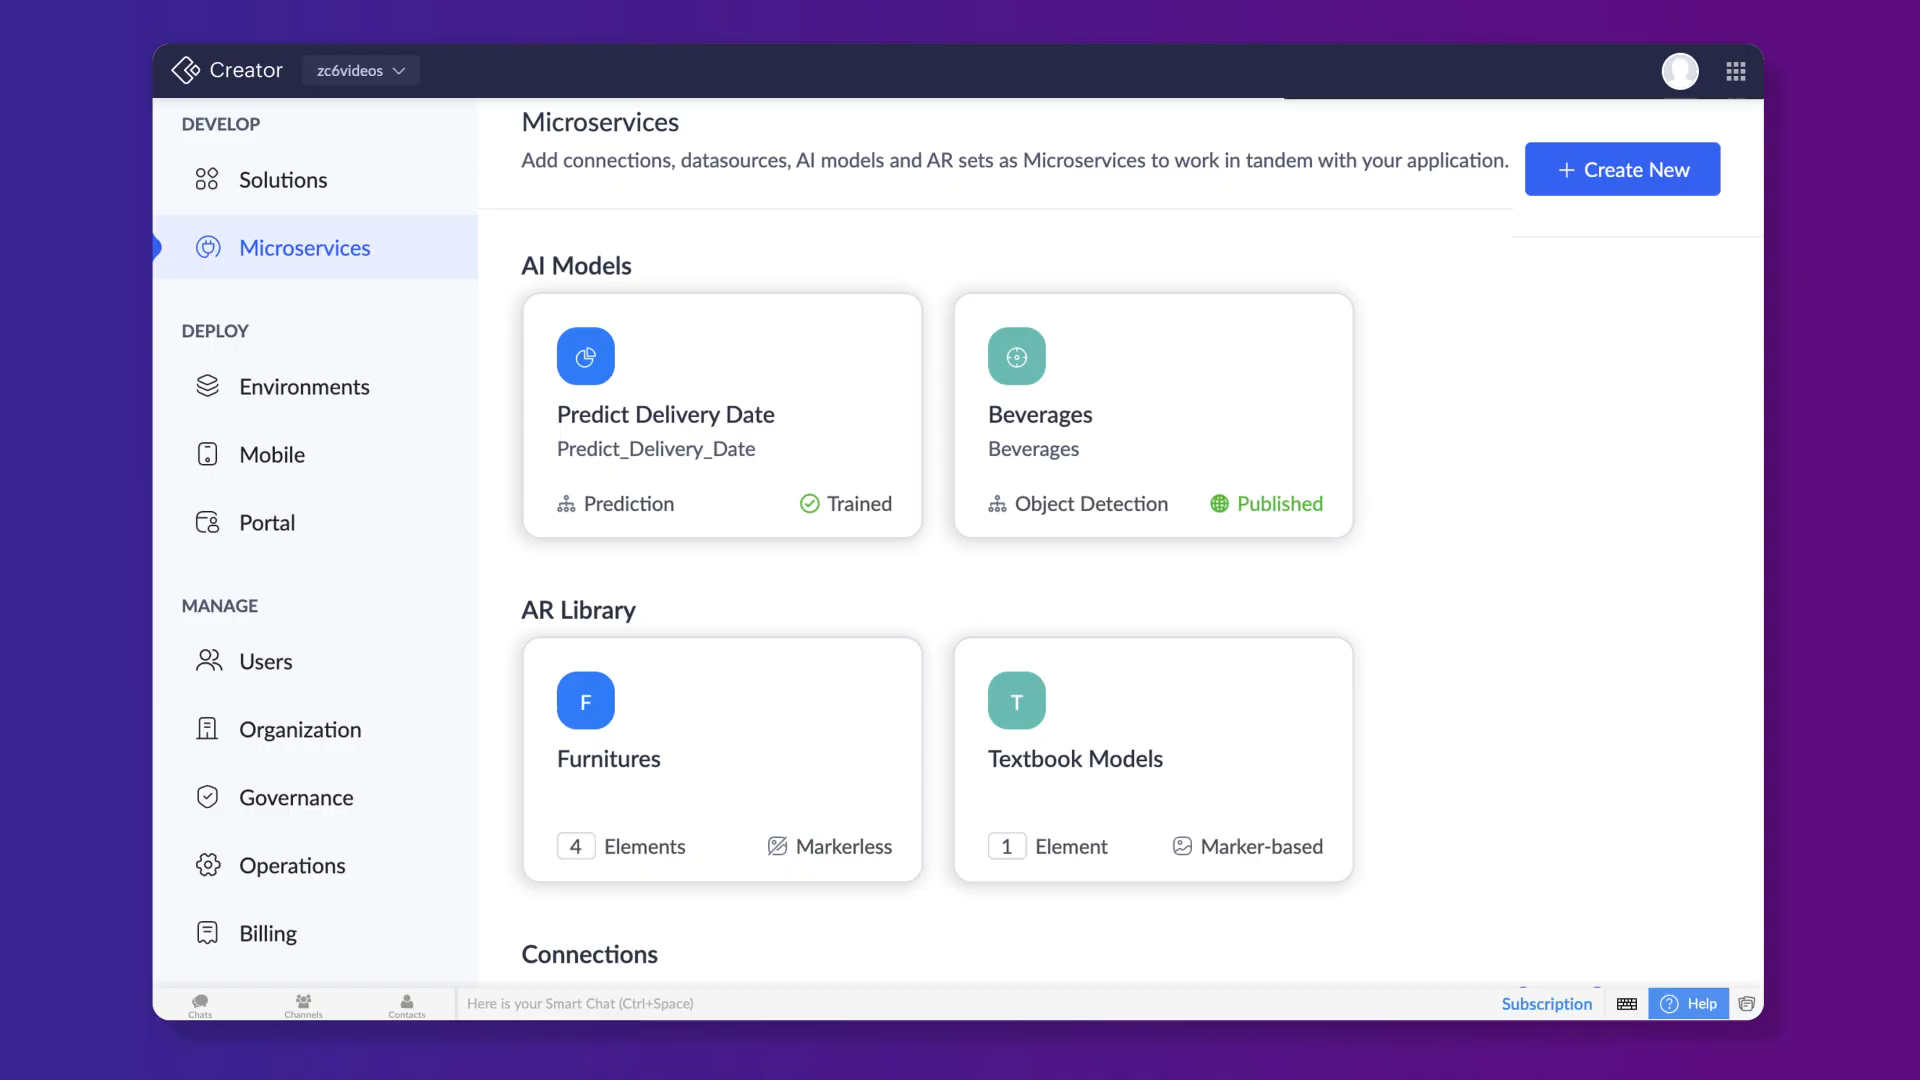 Creator
zc6videos
DEVELOP
Solutions
Microservices
DEPLOY
Environments
Mobile
Portal
MANAGE
Users
Organization
Governance
Operations
Billing
Microservices
Add connections, datasources, AI models and AR sets as Microservices to work in tandem with your application.
+ Create New
AI Models
Predict Delivery Date
Predict_Delivery_Date
Prediction
Trained
Beverages
Beverages
Object Detection
Published
AR Library
F
Furnitures
4 Elements
Markerless
T
Textbook Models
1 Element
Marker-based
Connections
Chats
Channels
Contacts
Here is your Smart Chat (Ctrl+Space)
Subscription
? Help